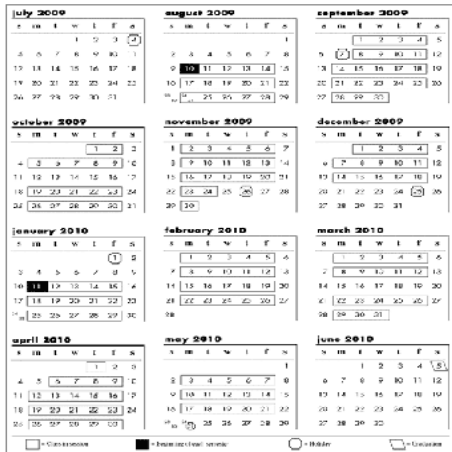 july 2009
s m t w t f s
1 2 3 4
5 6 7 8 9 10 11
12 13 14 15 16 17 18
19 20 21 22 23 24 25
26 27 28 29 30 31
august 2009
s m t w t f s
1
2 3 4 5 6 7 8
9 10 11 12 13 14 15
16 17 18 19 20 21 22
25 26 27 28 29
september 2009
s m t w t f s
1 2 3 4 5
6 7 8 9 10 11 12
13 14 15 16 17 18 19
20 21 22 23 24 25 26
27 28 29 30
october 2009
s m t w t f s
1 2 3
4 5 6 7 8 9 10
11 12 13 14 15 16 17
18 19 20 21 22 23 24
25 26 27 28 29 30 31
november 2009
s m t w t f s
1 2 3 4 5 6 7
8 9 10 11 12 13 14
15 16 17 18 19 20 21
22 23 24 25 26 27 28
29 30
december 2009
s m t w t f s
1 2 3 4 5
6 7 8 9 10 11 12
13 14 15 16 17 18 19
20 21 22 23 24 25 26
27 28 29 30 31
january 2010
s m t w t f s
1
3 4 5 6 7 8 9
10 11 12 13 14 15 16
17 18 19 20 21 22 23
25 26 27 28 29 30
february 2010
s m t w t f s
1 2 3 4 5 6
7 8 9 10 11 12 13
14 15 16 17 18 19 20
21 22 23 24 25 26 27
28
march 2010
s m t w t f s
1 2 3 4 5 6
7 8 9 10 11 12 13
14 15 16 17 18 19 20
21 22 23 24 25 26 27
28 29 30 31
april 2010
s m t w t f s
1 2 3
4 5 6 7 8 9 10
11 12 13 14 15 16 17
18 19 20 21 22 23 24
25 26 27 28 29 30
may 2010
s m t w t f s
1
2 3 4 5 6 7 8
9 10 11 12 13 14 15
16 17 18 19 20 21 22
25 26 27 28 29
june 2010
s m t w t f s
1 2 3 4 5
6 7 8 9 10 11 12
13 14 15 16 17 18 19
20 21 22 23 24 25 26
27 28 29 30
= Class in session
= Holiday